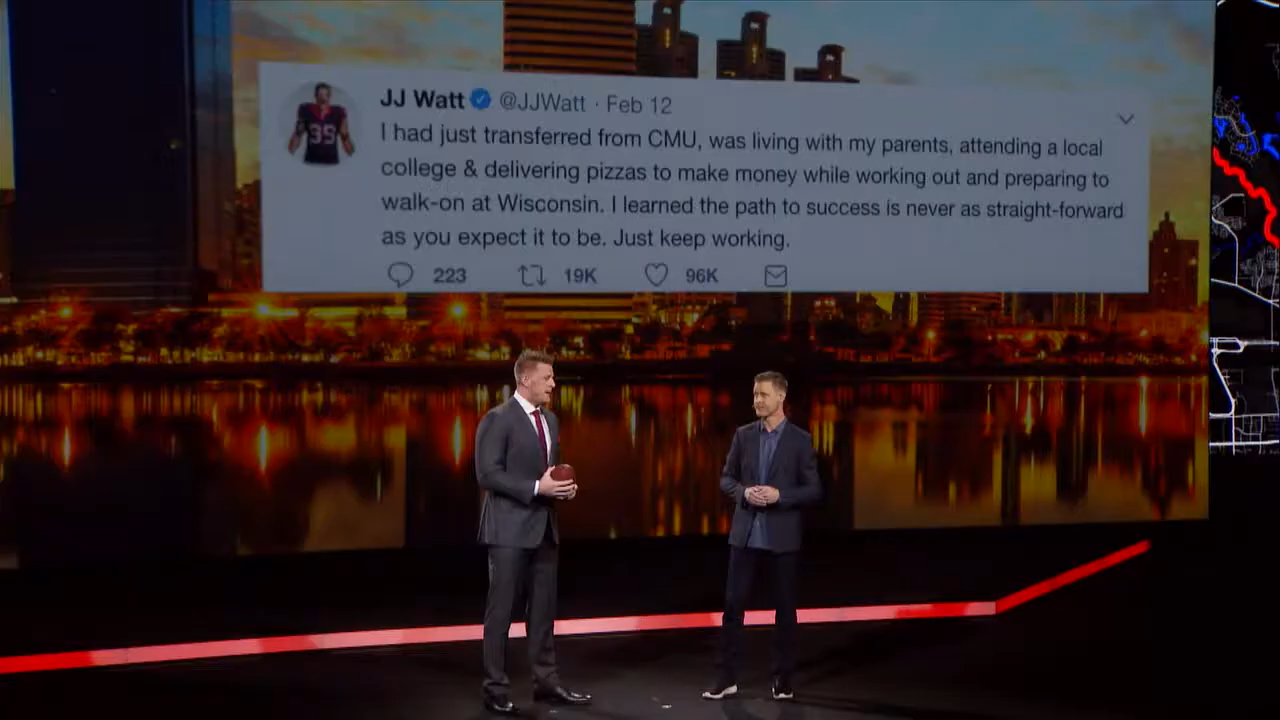 JJ Watt @JJWatt · Feb 12
I had just transferred from CMU, was living with my parents, attending a local
college & delivering pizzas to make money while working out and preparing to
walk-on at Wisconsin. I learned the path to success is never as straight-forward
as you expect it to be. Just keep working.
223 19K 96K
99